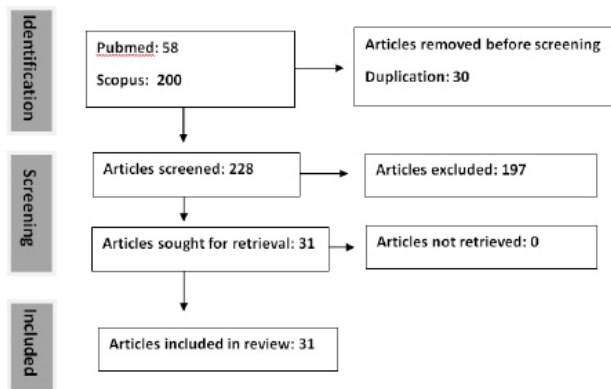 Identification
Pubmed: 58
Scopus: 200
Articles removed before screening
Duplication: 30
Screening
Articles screened: 228
Articles excluded: 197
Articles sought for retrieval: 31
Articles not retrieved: 0
Included
Articles included in review: 31